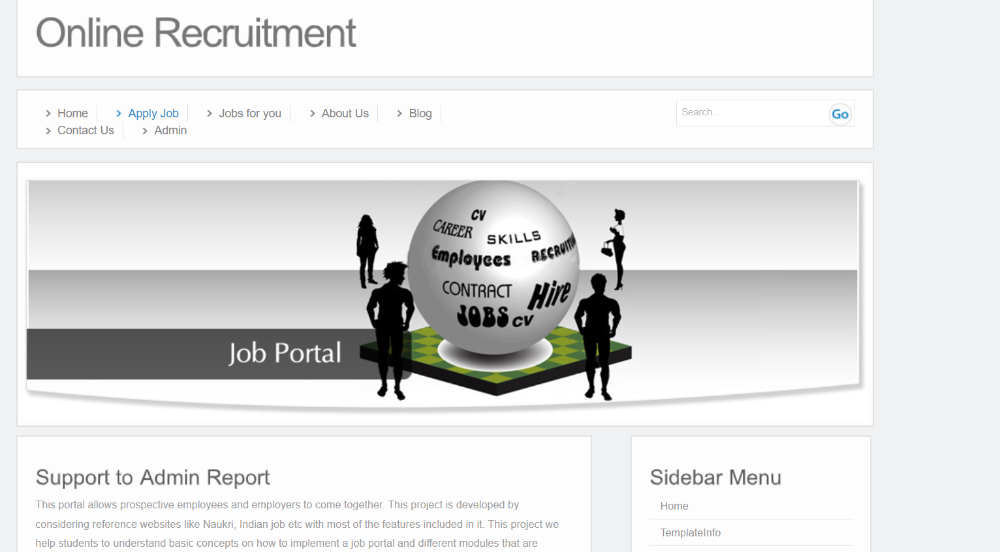 Online Recruitment
Home Apply Job Jobs for you About Us Blog
Contact Us Admin
Search...
Go
CV
CAREER
SKILLS
Employees
CONTRACT
Hire
JOBS
CV
Job Portal
Support to Admin Report
This portal allows prospective employees and employers to come together. This project is developed by
considering reference websites like Naukri, Indian job etc with most of the features included in it. This project we
help students to understand basic concepts on how to implement a job portal and different modules that are
Sidebar Menu
Home
TemplateInfo